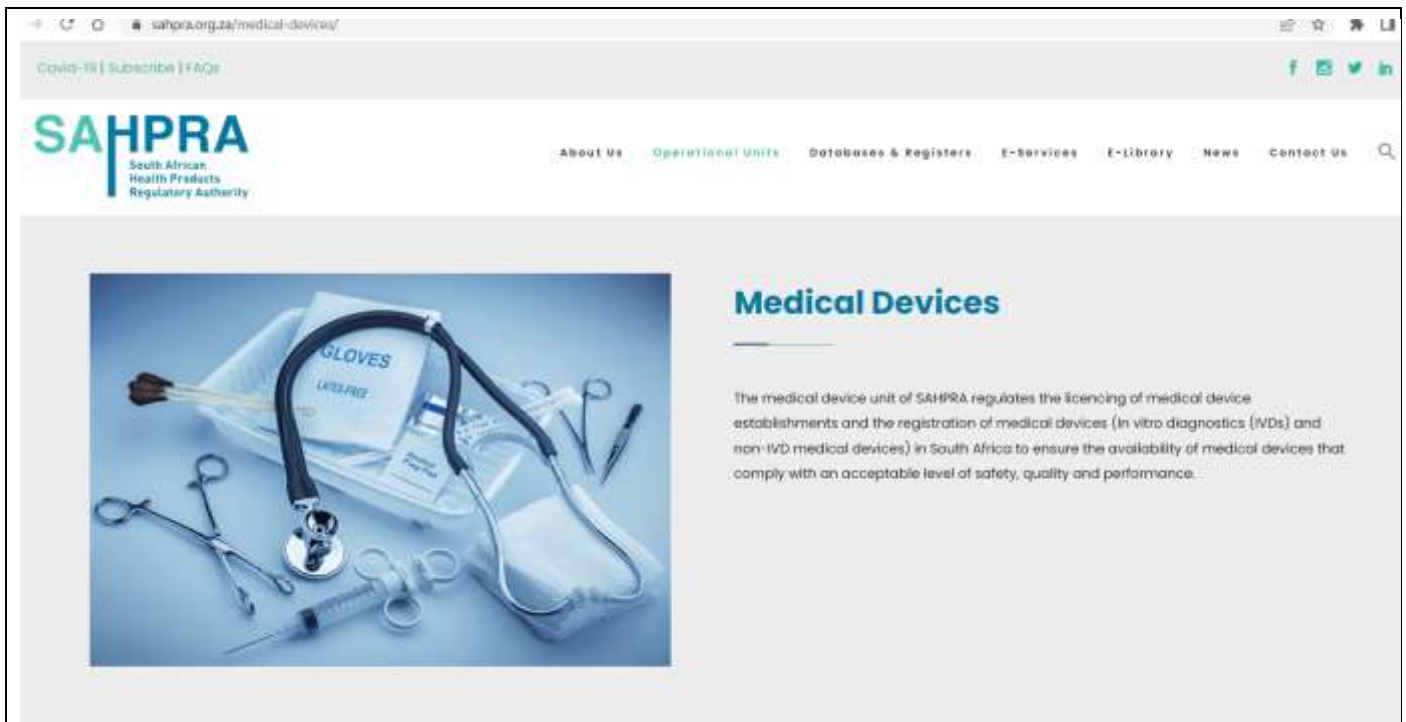 sahpra.org.za/medical-devices/
Covid-19 | Subscribe | FAQs
f in
SAHPRA
South African
Health Products
Regulatory Authority
About Us Operational Units Databases & Registers E-Services E-Library News Contact Us
GLOVES
LATEX-FREE
Medical Devices
The medical device unit of SAHPRA regulates the licencing of medical device
establishments and the registration of medical devices (In vitro diagnostics (IVDs) and
non-IVD medical devices) in South Africa to ensure the availability of medical devices that
comply with an acceptable level of safety, quality and performance.